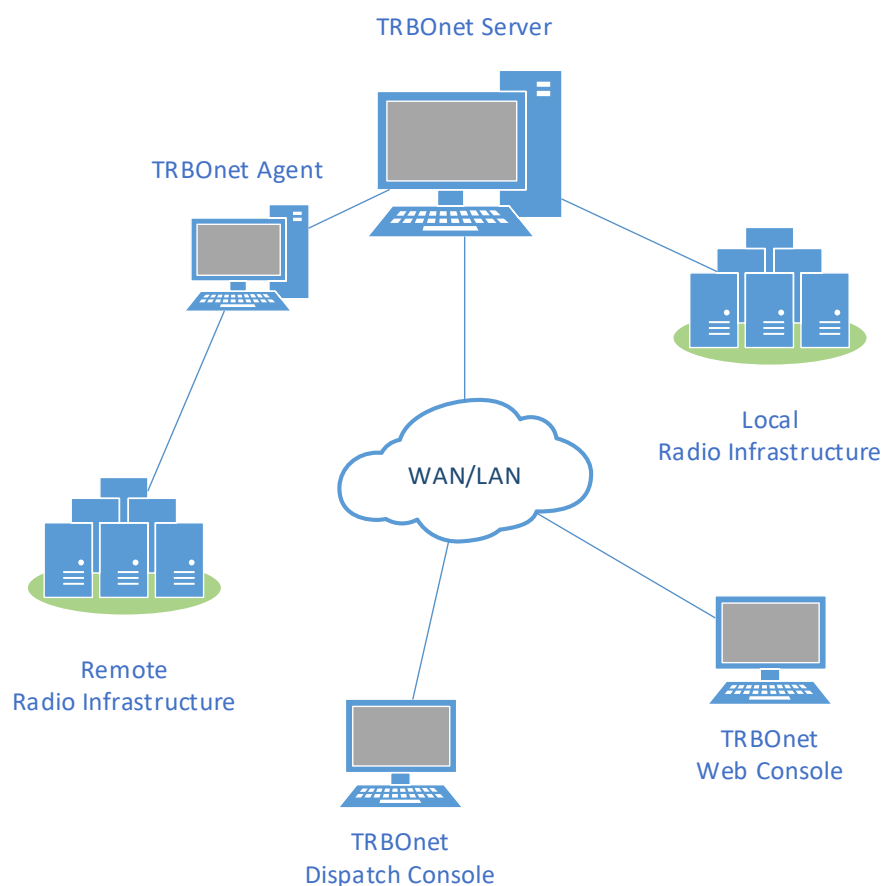 TRBOnet Server
TRBOnet Agent
Local
Radio Infrastructure
WAN/LAN
Remote
Radio Infrastructure
TRBOnet
Web Console
TRBOnet
Dispatch Console